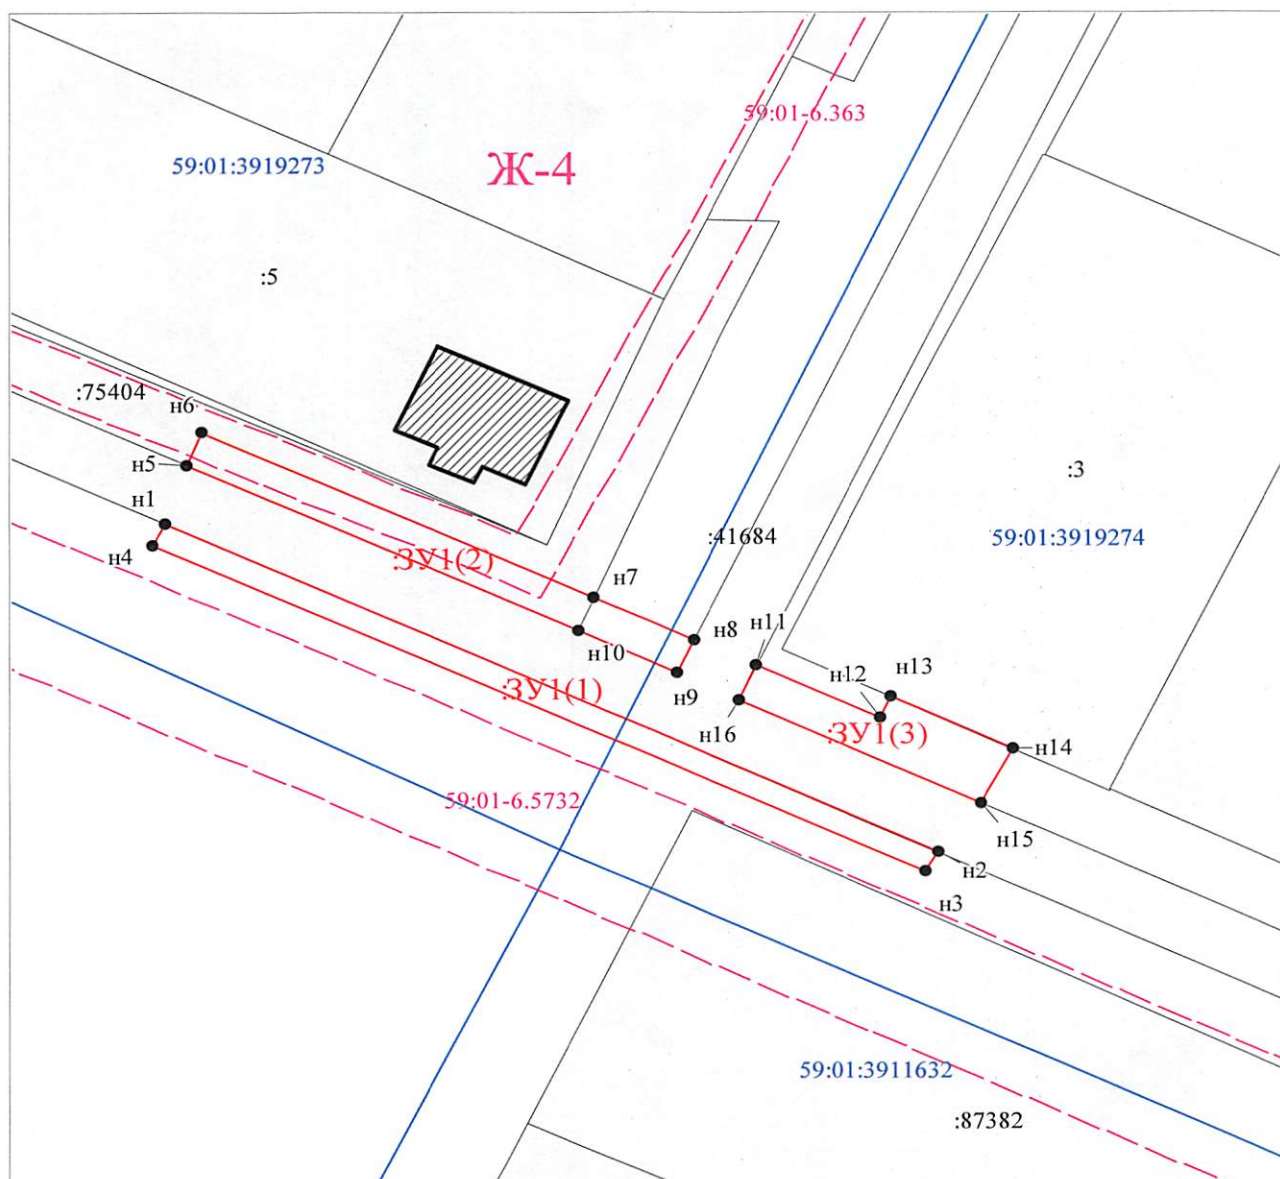 59:01-6.363
59:01:3919273
Ж-4
:5
:75404
н6
н5
н1
н4
:ЗУ1(2)
н7
:41684
:3
59:01:3919274
н8
н10
н9
н11
н12
н13
:ЗУ1(1)
н16
:ЗУ1(3)
н14
59:01-6.5732
н15
н2
н3
59:01:3911632
:87382